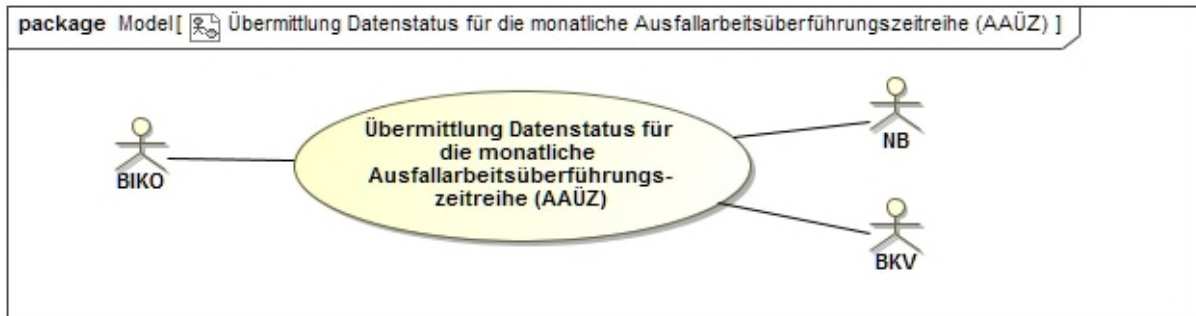 package Model[ Übermittlung Datenstatus für die monatliche Ausfallarbeitsüberführungszeitreihe (AAÜZ) ]
BIKO
Übermittlung Datenstatus für
die monatliche
Ausfallarbeitsüberführungs-
zeitreihe (AAÜZ)
NB
BKV